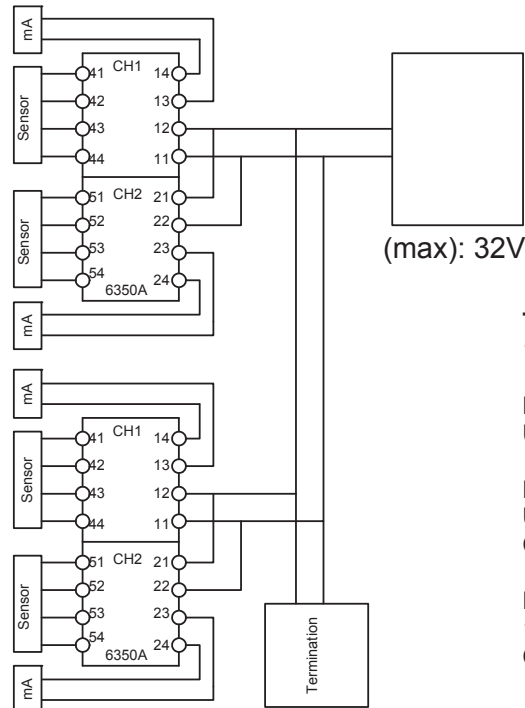 mA
Sensor
Sensor
mA
CH1
41 14
42 13
43 12
44 11
CH2
51 21
52 22
53 23
54 24
6350A
mA
Sensor
Sensor
mA
CH1
41 14
42 13
43 12
44 11
CH2
51 21
52 22
53 23
54 24
6350A
(max): 32V
Termination